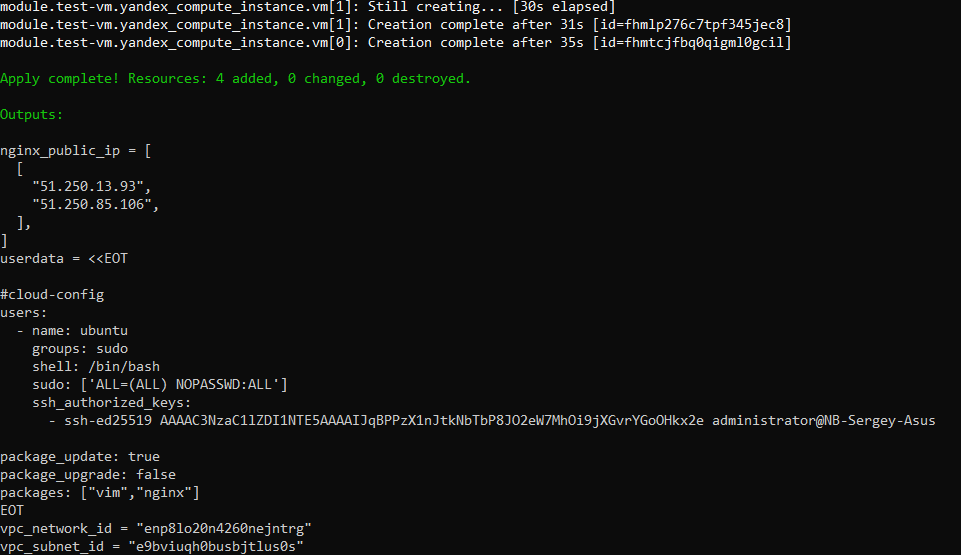 module.test-vm.yandex_compute_instance.vm[1]: Still creating... [30s elapsed]
module.test-vm.yandex_compute_instance.vm[1]: Creation complete after 31s [id=fhmlp276c7tpf345jec8]
module.test-vm.yandex_compute_instance.vm[0]: Creation complete after 35s [id=fhmtcjfbq0qigml0gcil]

Apply complete! Resources: 4 added, 0 changed, 0 destroyed.

Outputs:

nginx_public_ip = [
  [
    "51.250.13.93",
    "51.250.85.106",
  ],
]
userdata = <<EOT

#cloud-config
users:
  - name: ubuntu
    groups: sudo
    shell: /bin/bash
    sudo: ['ALL=(ALL) NOPASSWD:ALL']
    ssh_authorized_keys:
      - ssh-ed25519 AAAAC3NzaC1lZDI1NTE5AAAAIJqBPPzX1nJtkNbTbP8JO2eW7MhOi9jXGvrYGoOHkx2e administrator@NB-Sergey-Asus

package_update: true
package_upgrade: false
packages: ["vim","nginx"]
EOT
vpc_network_id = "enp8lo20n4260nejntrg"
vpc_subnet_id = "e9bviuqh0busbjtlus0s"